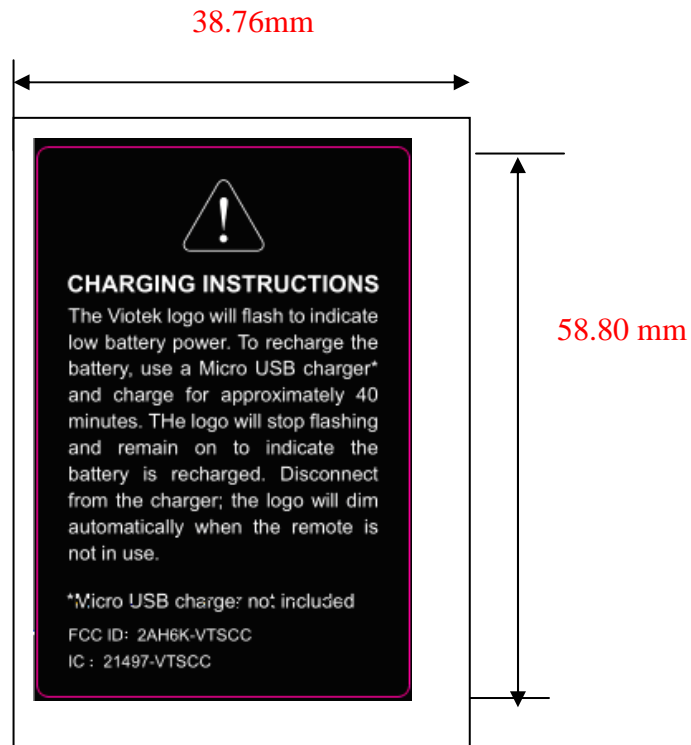 38.76mm
58.80 mm
CHARGING INSTRUCTIONS
The Viotek logo will flash to indicate
low battery power. To recharge the
battery, use a Micro USB charger*
and charge for approximately 40
minutes. THe logo will stop flashing
and remain on to indicate the
battery is recharged. Disconnect
from the charger; the logo will dim
automatically when the remote is
not in use.
*Micro USB charger not included
FCC ID: 2AH6K-VTSCC
IC : 21497-VTSCC